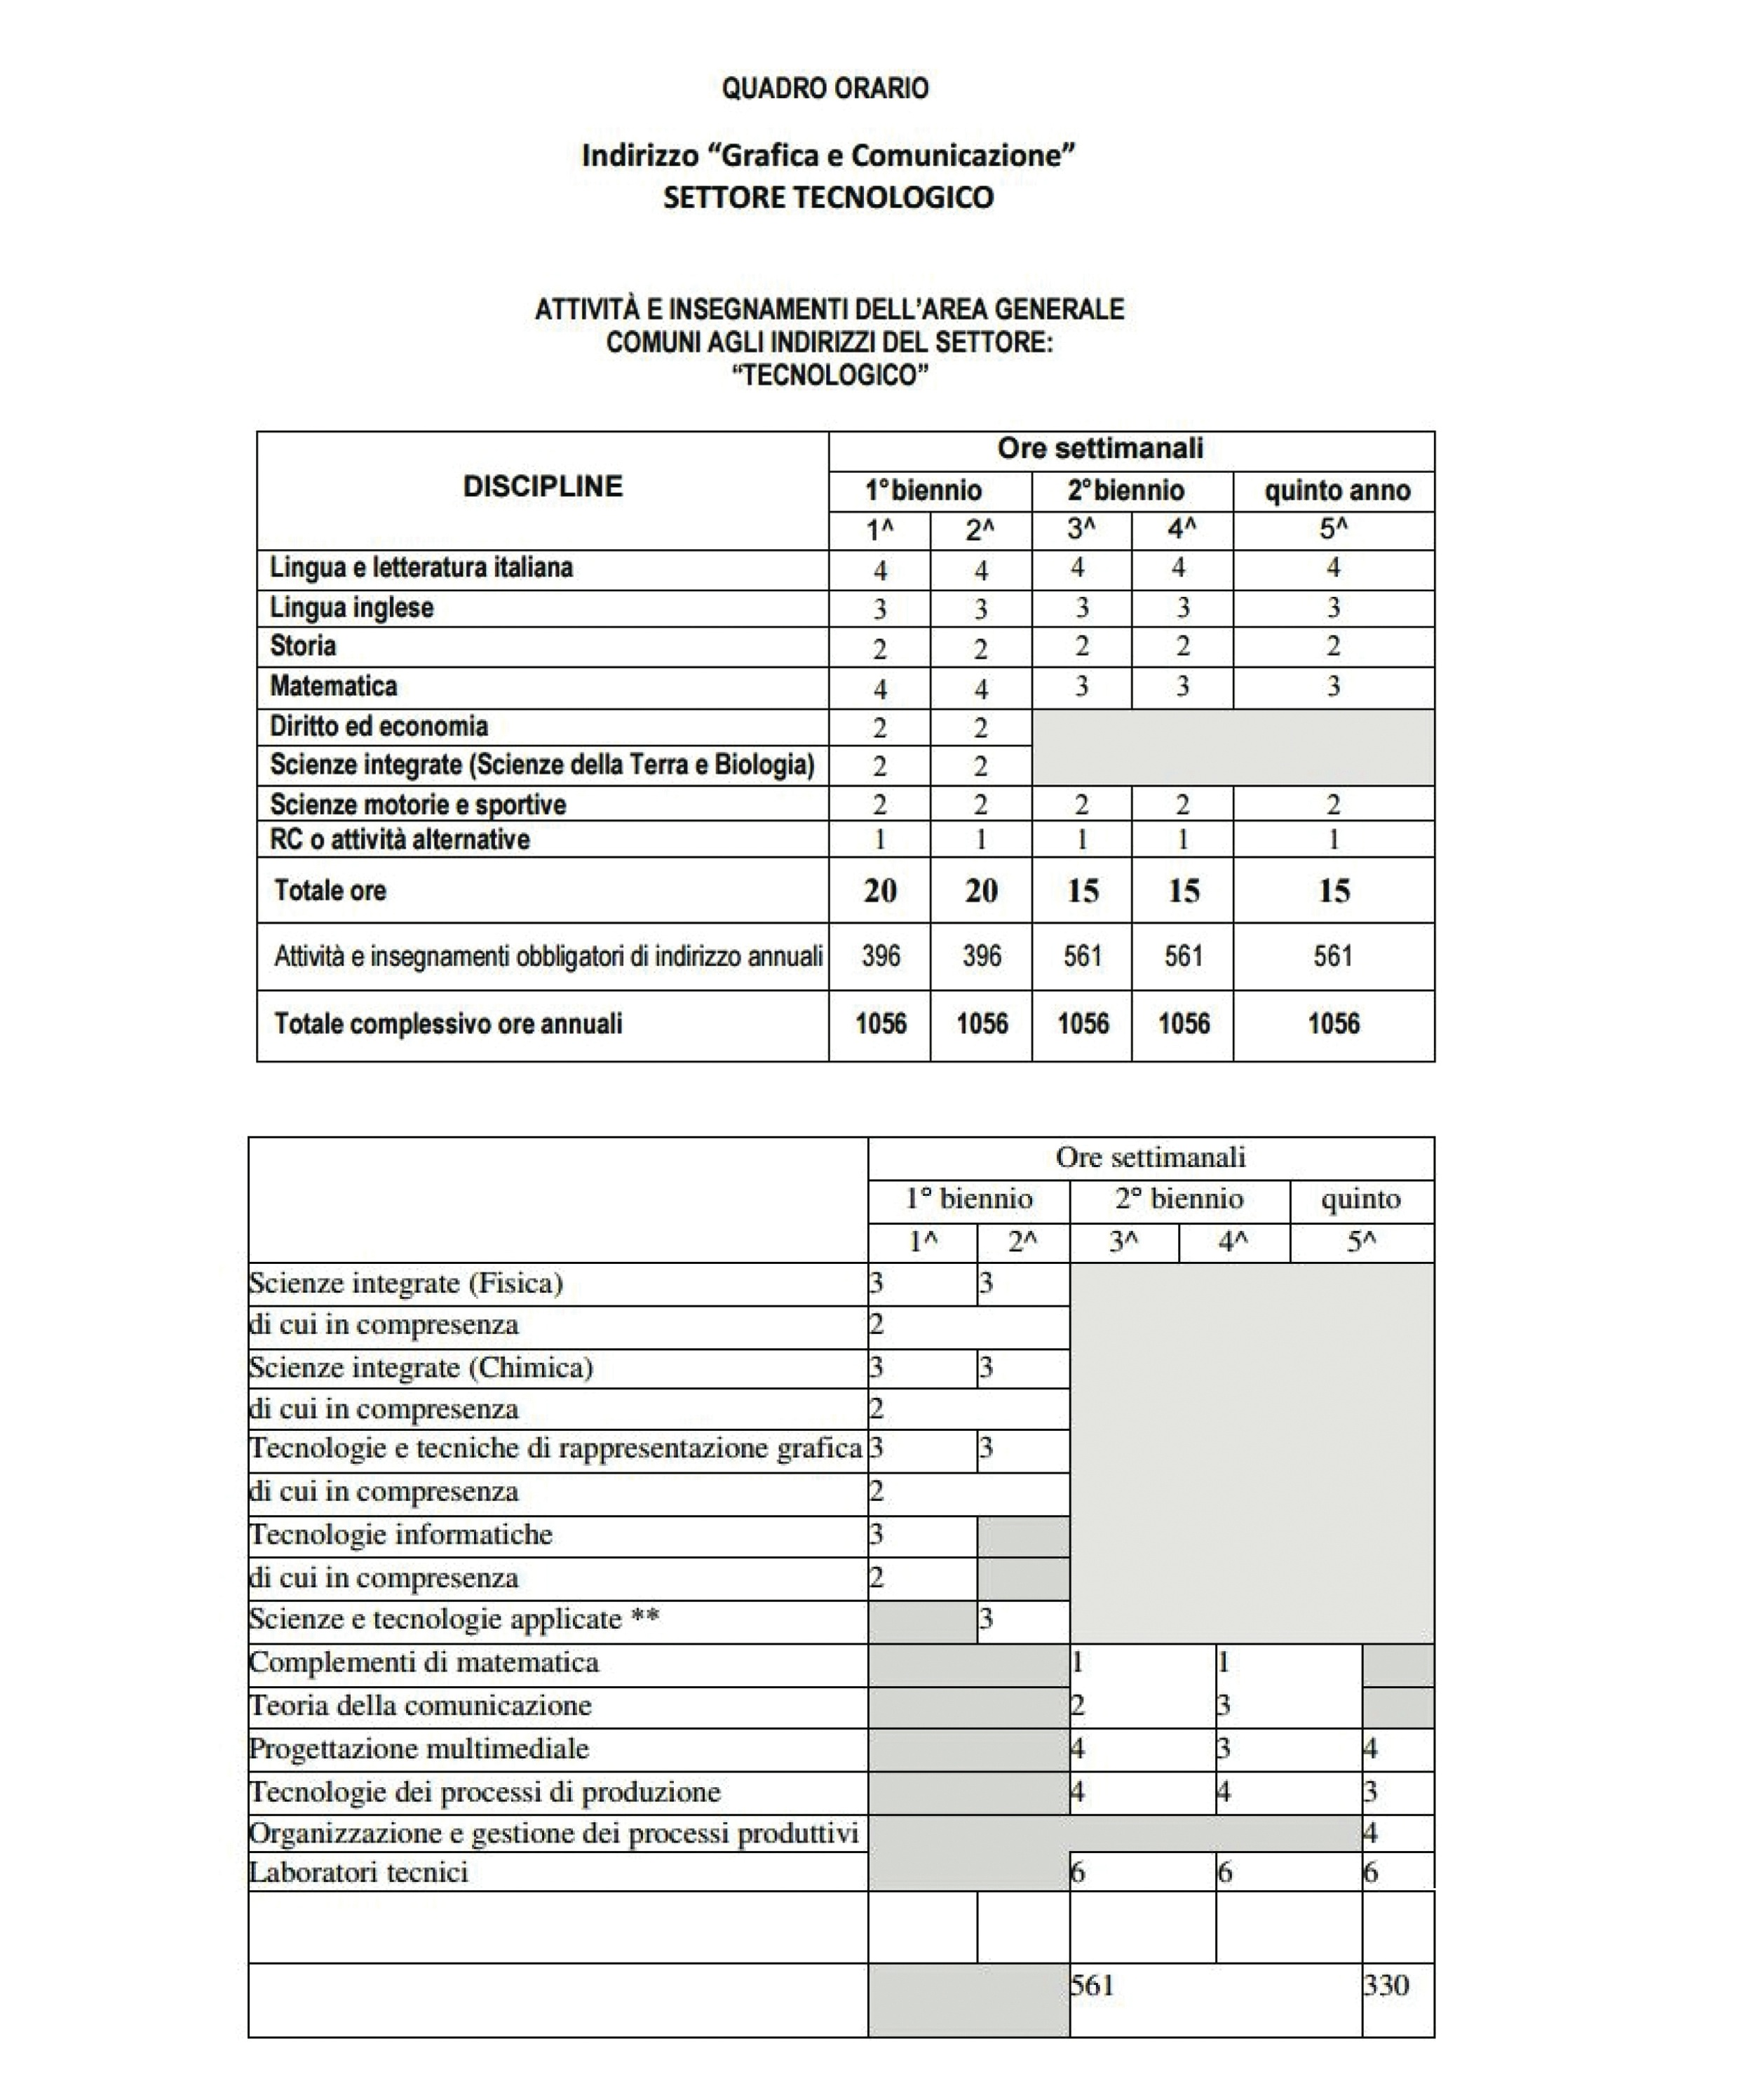 QUADRO ORARIO
Indirizzo “Grafica e Comunicazione”
SETTORE TECNOLOGICO
ATTIVITÀ E INSEGNAMENTI DELL’AREA GENERALE
COMUNI AGLI INDIRIZZI DEL SETTORE:
“TECNOLOGICO”
DISCIPLINE
Ore settimanali
1° biennio 2° biennio quinto anno
1^ 2^ 3^ 4^ 5^
Lingua e letteratura italiana 4 4 4 4 4
Lingua inglese 3 3 3 3 3
Storia 2 2 2 2 2
Matematica 4 4 3 3 3
Diritto ed economia 2 2
Scienze integrate (Scienze della Terra e Biologia) 2 2
Scienze motorie e sportive 2 2 2 2 2
RC o attività alternative 1 1 1 1 1
Totale ore 20 20 15 15 15
Attività e insegnamenti obbligatori di indirizzo annuali 396 396 561 561 561
Totale complessivo ore annuali 1056 1056 1056 1056 1056
Ore settimanali
1° biennio 2° biennio quinto
1^ 2^ 3^ 4^ 5^
Scienze integrate (Fisica) 3 3
di cui in compresenza 2
Scienze integrate (Chimica) 3 3
di cui in compresenza 2
Tecnologie e tecniche di rappresentazione grafica 3 3
di cui in compresenza 2
Tecnologie informatiche 3
di cui in compresenza 2
Scienze e tecnologie applicate ** 3
Complementi di matematica 1 1
Teoria della comunicazione 2 3
Progettazione multimediale 4 3 4
Tecnologie dei processi di produzione 4 4 3
Organizzazione e gestione dei processi produttivi 4
Laboratori tecnici 6 6 6
561 330